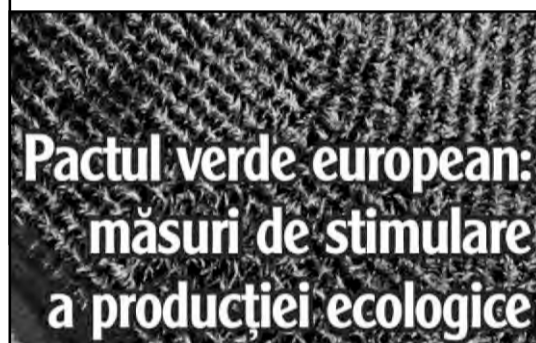 Pactul verde european:
măsuri de stimulare
a producției ecologice